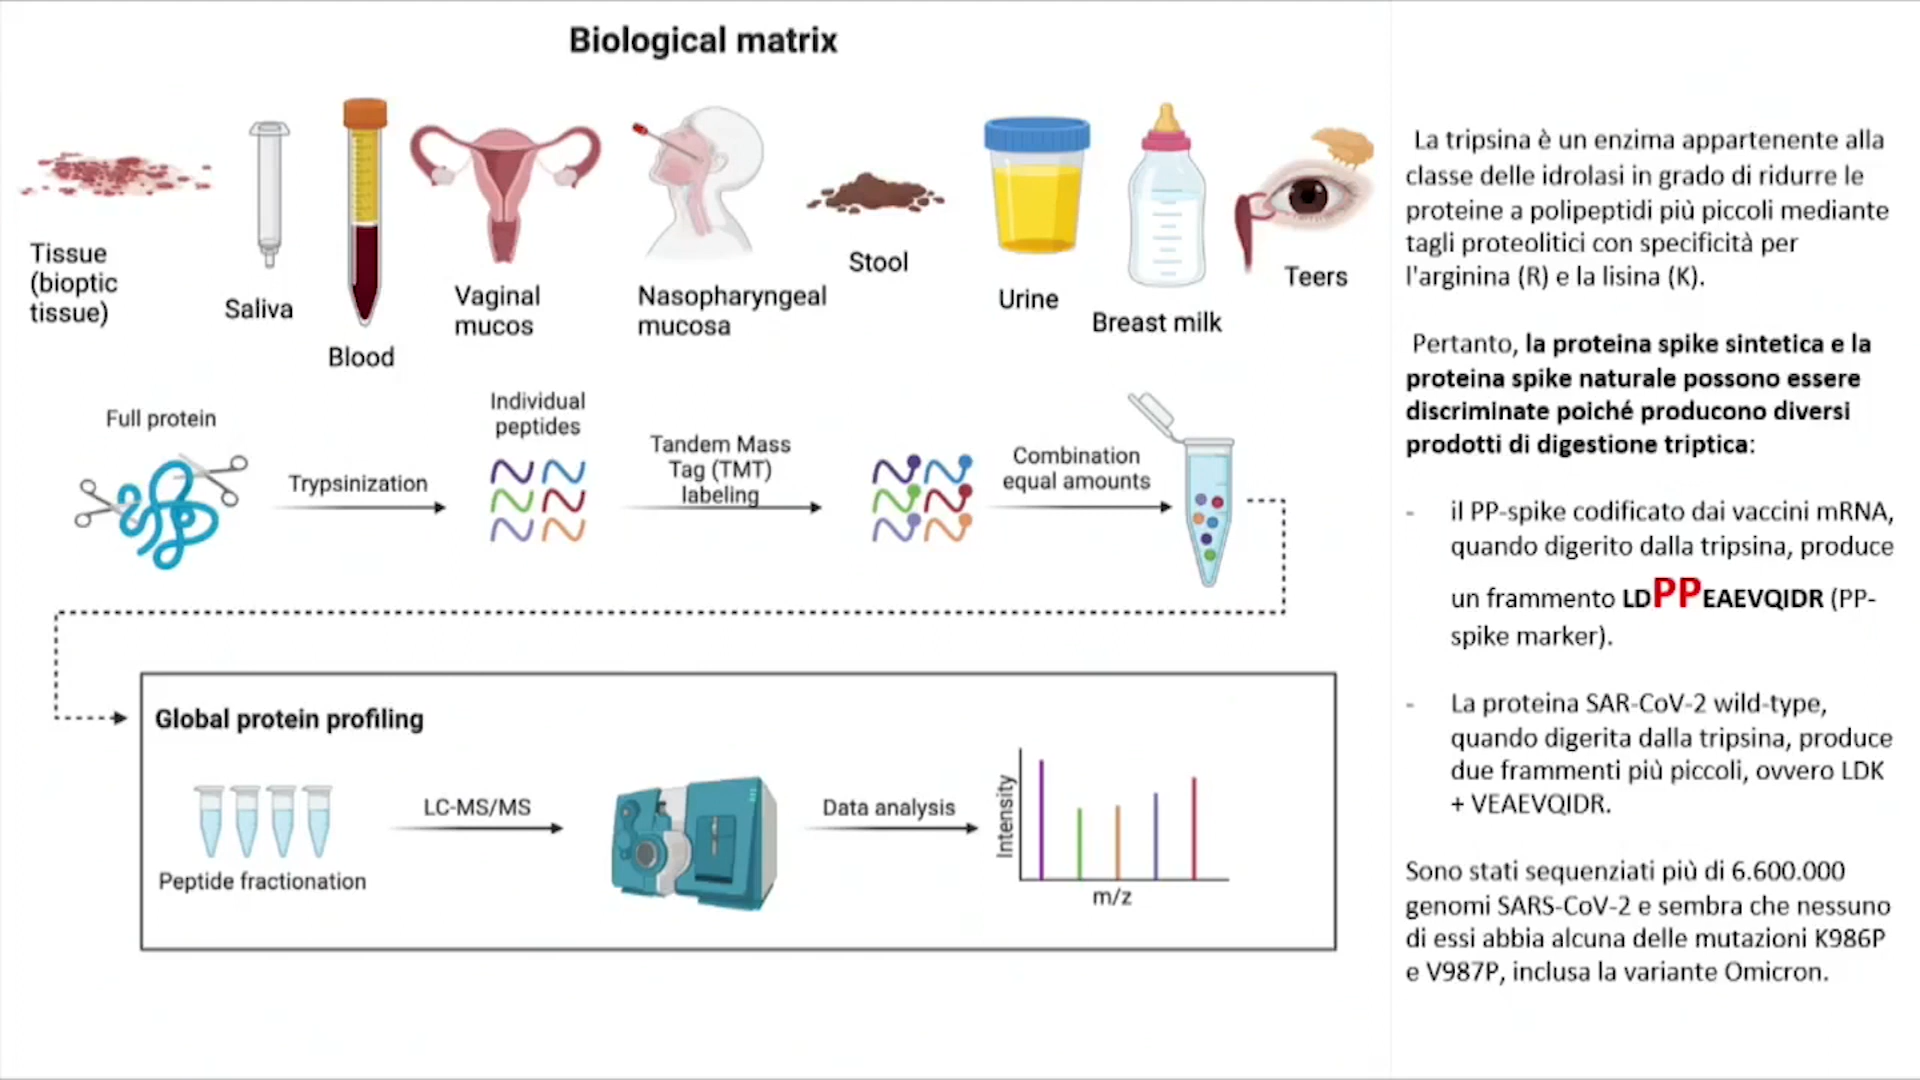 Biological matrix
Tissue
(bioptic
tissue)
Saliva
Blood
Vaginal
mucos
Nasopharyngeal
mucosa
Stool
Urine
Breast milk
Teers
Full protein
Trypsinization
Individual
peptides
Tandem Mass
Tag (TMT)
labeling
Combination
equal amounts
Global protein profiling
Peptide fractionation
LC-MS/MS
Data analysis
Intensity
m/z
La tripsina è un enzima appartenente alla
classe delle idrolasi in grado di ridurre le
proteine a polipeptidi più piccoli mediante
tagli proteolitici con specificità per
l'arginina (R) e la lisina (K).
Pertanto, la proteina spike sintetica e la
proteina spike naturale possono essere
discriminate poiché producono diversi
prodotti di digestione triptica:
- il PP-spike codificato dai vaccini mRNA,
quando digerito dalla tripsina, produce
un frammento LDPPEAEVQIDR (PP-
spike marker).
- La proteina SAR-CoV-2 wild-type,
quando digerita dalla tripsina, produce
due frammenti più piccoli, ovvero LDK
+ VEAEVQIDR.
Sono stati sequenziati più di 6.600.000
genomi SARS-CoV-2 e sembra che nessuno
di essi abbia alcuna delle mutazioni K986P
e V987P, inclusa la variante Omicron.